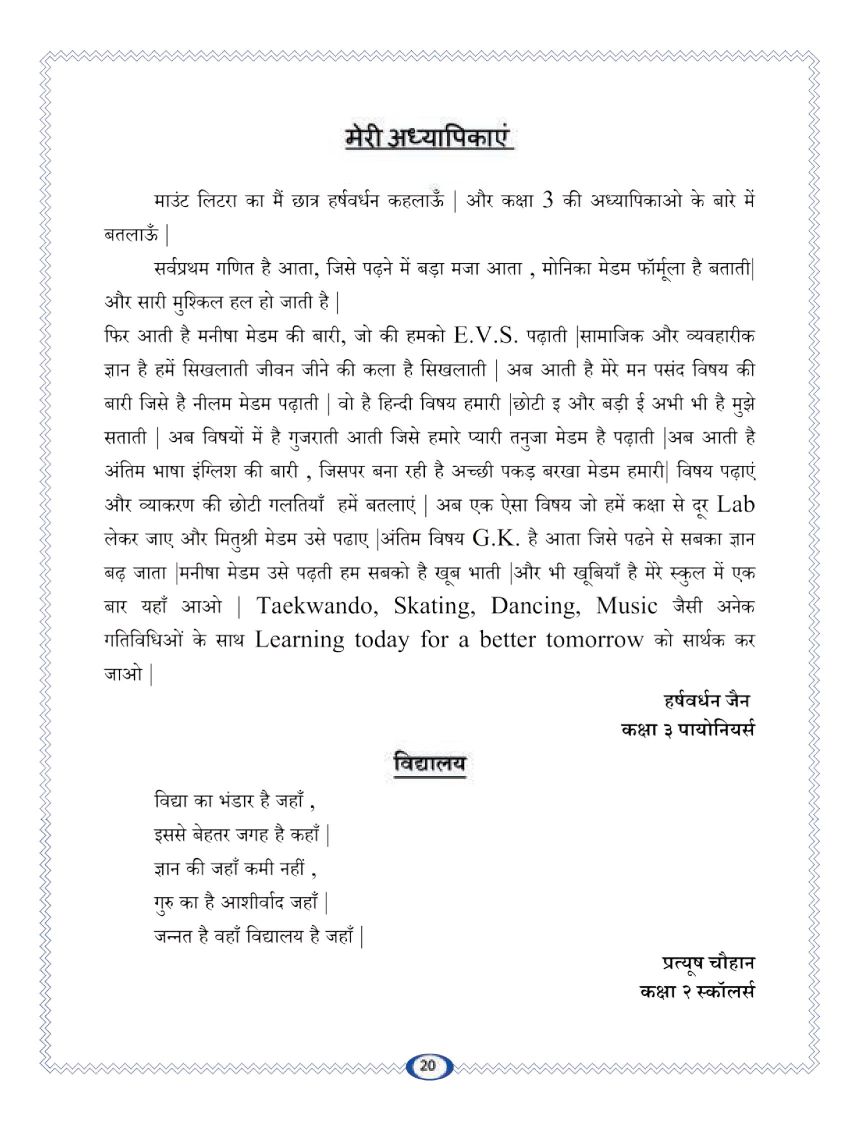 मेरी अध्यापिकाएं
माउंट लिटरा का मैं छात्र हर्षवर्धन कहलाऊँ | और कक्षा 3 की अध्यापिकाओ के बारे में
बतलाऊँ |
सर्वप्रथम गणित है आता, जिसे पढ़ने में बड़ा मजा आता , मोनिका मेडम फॉर्मूला है बताती|
और सारी मुश्किल हल हो जाती है |
फिर आती है मनीषा मेडम की बारी, जो की हमको E.V.S. पढ़ाती |सामाजिक और व्यवहारीक
ज्ञान है हमें सिखलाती जीवन जीने की कला है सिखलाती | अब आती है मेरे मन पसंद विषय की
बारी जिसे है नीलम मेडम पढ़ाती | वो है हिन्दी विषय हमारी |छोटी इ और बड़ी ई अभी भी है मुझे
सताती | अब विषयों में है गुजराती आती जिसे हमारे प्यारी तनुजा मेडम है पढ़ाती |अब आती है
अंतिम भाषा इंग्लिश की बारी , जिसपर बना रही है अच्छी पकड़ बरखा मेडम हमारी| विषय पढ़ाएं
और व्याकरण की छोटी गलतियाँ हमें बतलाएं | अब एक ऐसा विषय जो हमें कक्षा से दूर Lab
लेकर जाए और मितुश्री मेडम उसे पढाए |अंतिम विषय G.K. है आता जिसे पढने से सबका ज्ञान
बढ़ जाता |मनीषा मेडम उसे पढ़ती हम सबको है खूब भाती |और भी खूबियाँ है मेरे स्कुल में एक
बार यहाँ आओ | Taekwando, Skating, Dancing, Music जैसी अनेक
गतिविधिओं के साथ Learning today for a better tomorrow को सार्थक कर
जाओ |
हर्षवर्धन जैन
कक्षा ३ पायोनियर्स
विद्यालय
विद्या का भंडार है जहाँ ,
इससे बेहतर जगह है कहाँ |
ज्ञान की जहाँ कमी नहीं ,
गुरु का है आशीर्वाद जहाँ |
जन्नत है वहाँ विद्यालय है जहाँ |
प्रत्यूष चौहान
कक्षा २ स्कॉलर्स
20